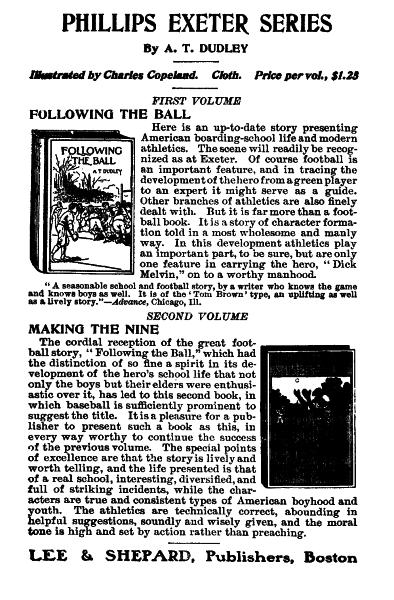 PHILLIPS EXETER SERIES
By A. T. DUDLEY
Illustrated by Charles Copeland. Cloth. Price per vol., $1.25
FIRST VOLUME
FOLLOWING THE BALL
FOLLOWING
THE BALL
A T DUDLEY
Here is an up-to-date story presenting
American boarding-school life and modern
athletics. The scene will readily be recog-
nized as at Exeter. Of course football is
an important feature, and in tracing the
development of the hero from a green player
to an expert it might serve as a guide.
Other branches of athletics are also finely
dealt with. But it is far more than a foot-
ball book. It is a story of character forma-
tion told in a most wholesome and manly
way. In this development athletics play
an important part, to be sure, but are only
one feature in carrying the hero, "Dick
Melvin," on to a worthy manhood.
"A seasonable school and football story, by a writer who knows the game
and knows boys as well. It is of the 'Tom Brown' type, an uplifting as well
as a lively story."—Advance, Chicago, Ill.
SECOND VOLUME
MAKING THE NINE
The cordial reception of the great foot-
ball story, "Following the Ball," which had
the distinction of so fine a spirit in its de-
velopment of the hero's school life that not
only the boys but their elders were enthusi-
astic over it, has led to this second book, in
which baseball is sufficiently prominent to
suggest the title. It is a pleasure for a pub-
lisher to present such a book as this, in
every way worthy to continue the success
of the previous volume. The special points
of excellence are that the story is lively and
worth telling, and the life presented is that
of a real school, interesting, diversified, and
full of striking incidents, while the char-
acters are true and consistent types of American boyhood and
youth. The athletics are technically correct, abounding in
helpful suggestions, soundly and wisely given, and the moral
tone is high and set by action rather than preaching.
LEE & SHEPARD, Publishers, Boston